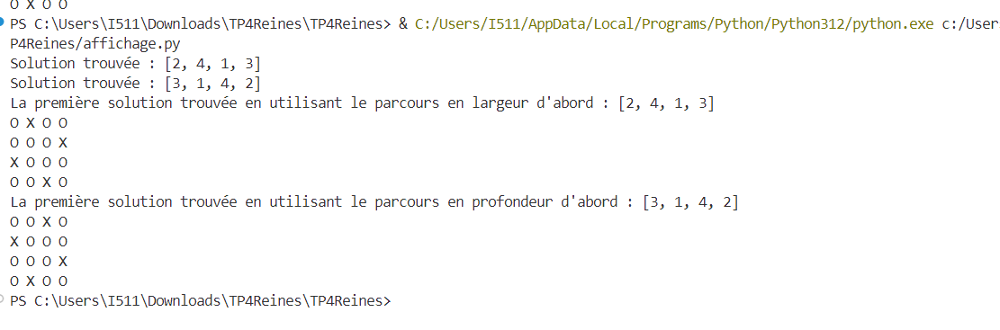 O X O O
PS C:\Users\I511\Downloads\TP4Reines\TP4Reines> & C:/Users/I511/AppData/Local/Programs/Python/Python312/python.exe c:/User
P4Reines/affichage.py
Solution trouvée : [2, 4, 1, 3]
Solution trouvée : [3, 1, 4, 2]
La première solution trouvée en utilisant le parcours en largeur d'abord : [2, 4, 1, 3]
O X O O
O O O X
X O O O
O O X O
La première solution trouvée en utilisant le parcours en profondeur d'abord : [3, 1, 4, 2]
O O X O
X O O O
O O O X
O X O O
PS C:\Users\I511\Downloads\TP4Reines\TP4Reines>